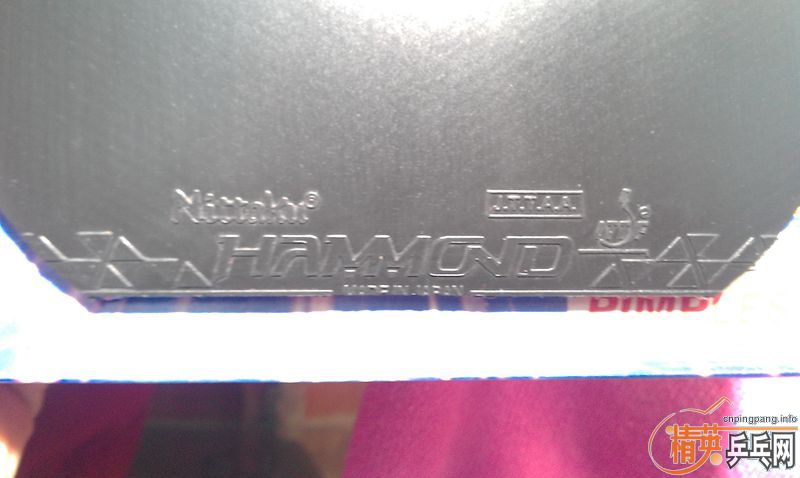 Nittaku®
J.T.T.A.A.
HAMMOND
MADE IN JAPAN
cnpingpang.info
精英乒乓网